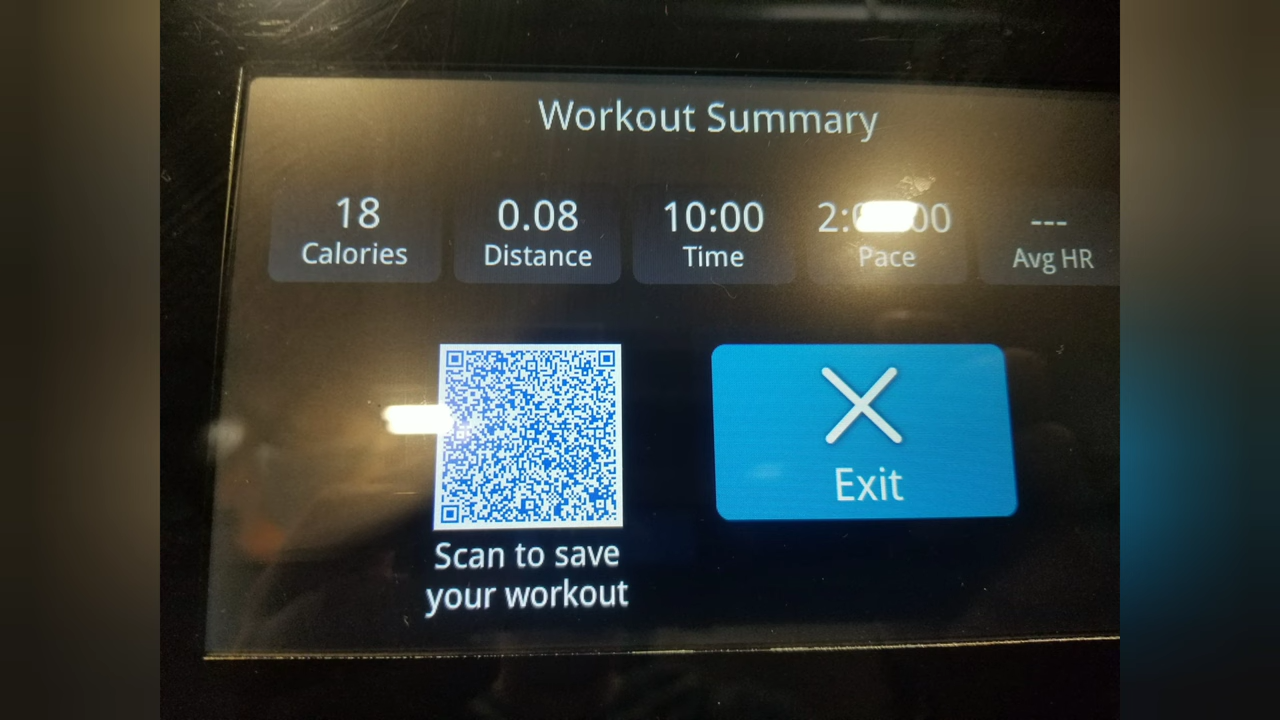 Workout Summary
18 0.08 10:00 ---
Calories Distance Time Pace Avg HR
Exit
Scan to save
your workout